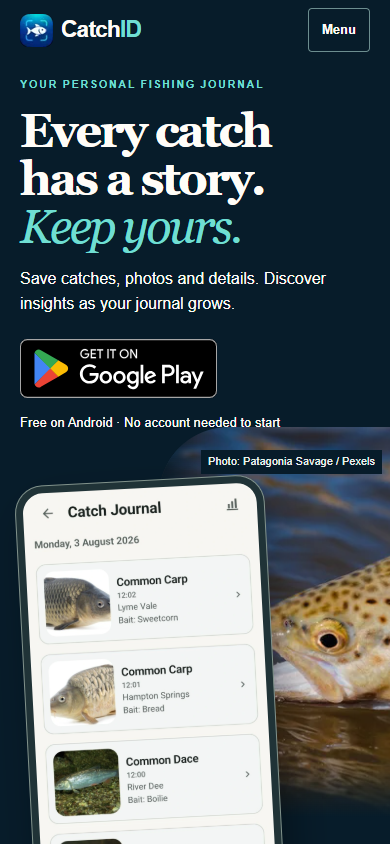 CatchID
Menu
YOUR PERSONAL FISHING JOURNAL
Every catch
has a story.
Keep yours.
Save catches, photos and details. Discover
insights as your journal grows.
GET IT ON
Google Play
Free on Android · No account needed to start
Photo: Patagonia Savage / Pexels
Catch Journal
Monday, 3 August 2026
Common Carp
12:02
Lyme Vale
Bait: Sweetcorn
Common Carp
12:01
Hampton Springs
Bait: Bread
Common Dace
12:00
River Dee
Bait: Boilie